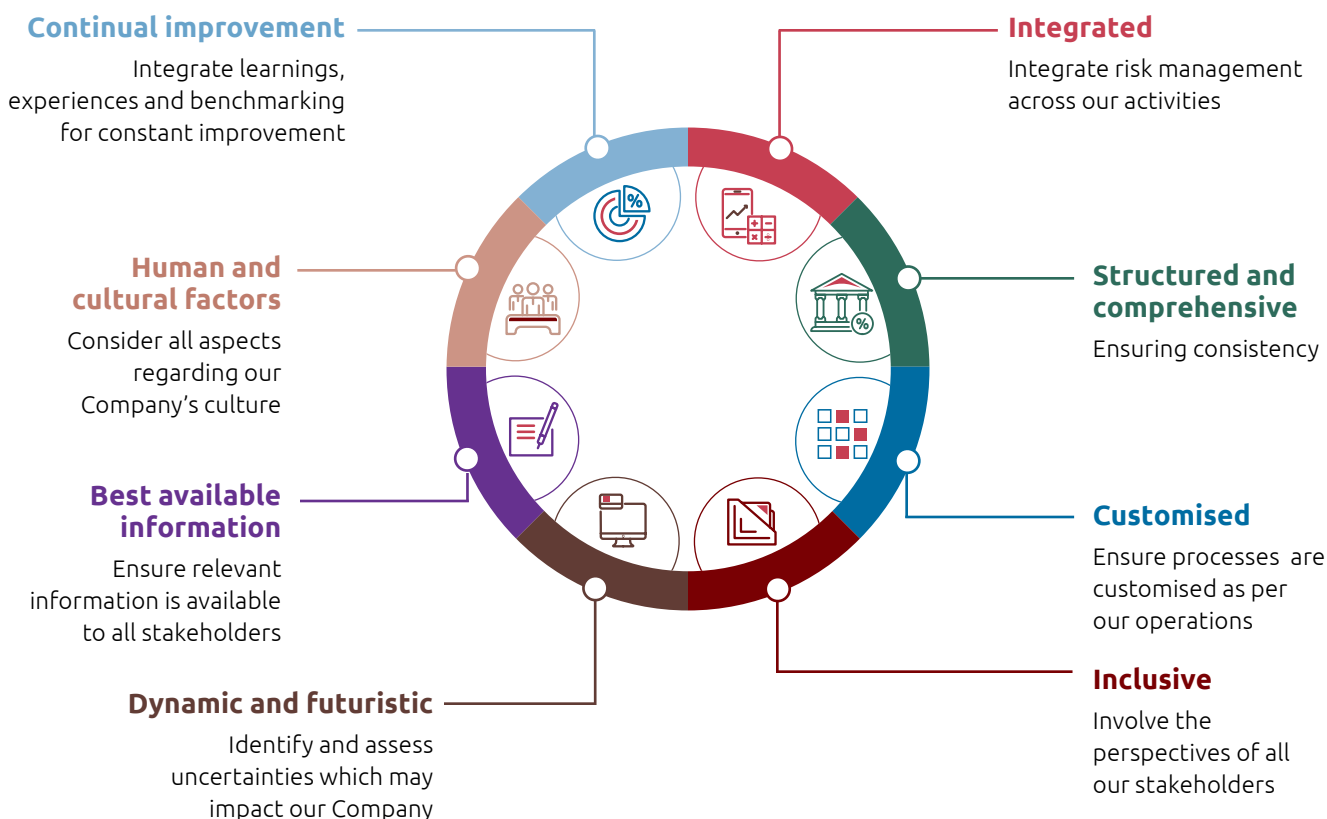 Continual improvement
Integrate learnings,
experiences and benchmarking
for constant improvement
Integrated
Integrate risk management
across our activities
Human and
cultural factors
Consider all aspects
regarding our
Company’s culture
Structured and
comprehensive
Ensuring consistency
Best available
information
Ensure relevant
information is available
to all stakeholders
Customised
Ensure processes are
customised as per
our operations
Dynamic and futuristic
Identify and assess
uncertainties which may
impact our Company
Inclusive
Involve the
perspectives of all
our stakeholders
%
%